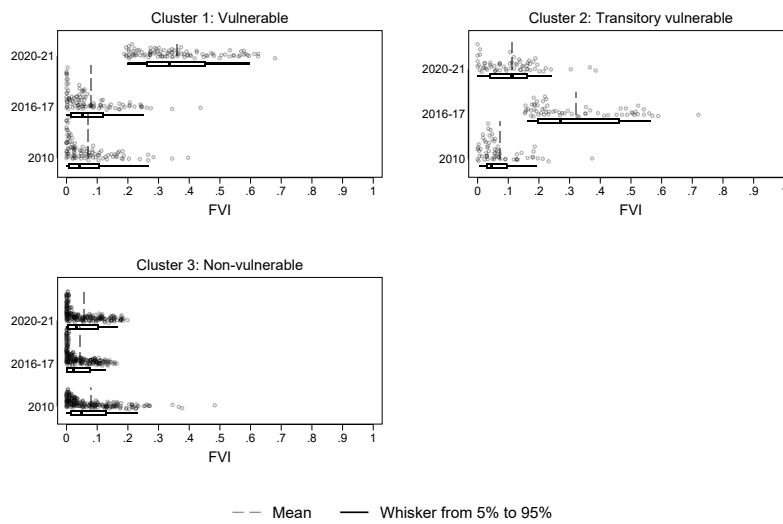 Cluster 1: Vulnerable
2020-21
2016-17
2010
0 .1 .2 .3 .4 .5 .6 .7 .8 .9 1
FVI
Cluster 2: Transitory vulnerable
2020-21
2016-17
2010
0 .1 .2 .3 .4 .5 .6 .7 .8 .9 1
FVI
Cluster 3: Non-vulnerable
2020-21
2016-17
2010
0 .1 .2 .3 .4 .5 .6 .7 .8 .9 1
FVI
Mean Whisker from 5% to 95%